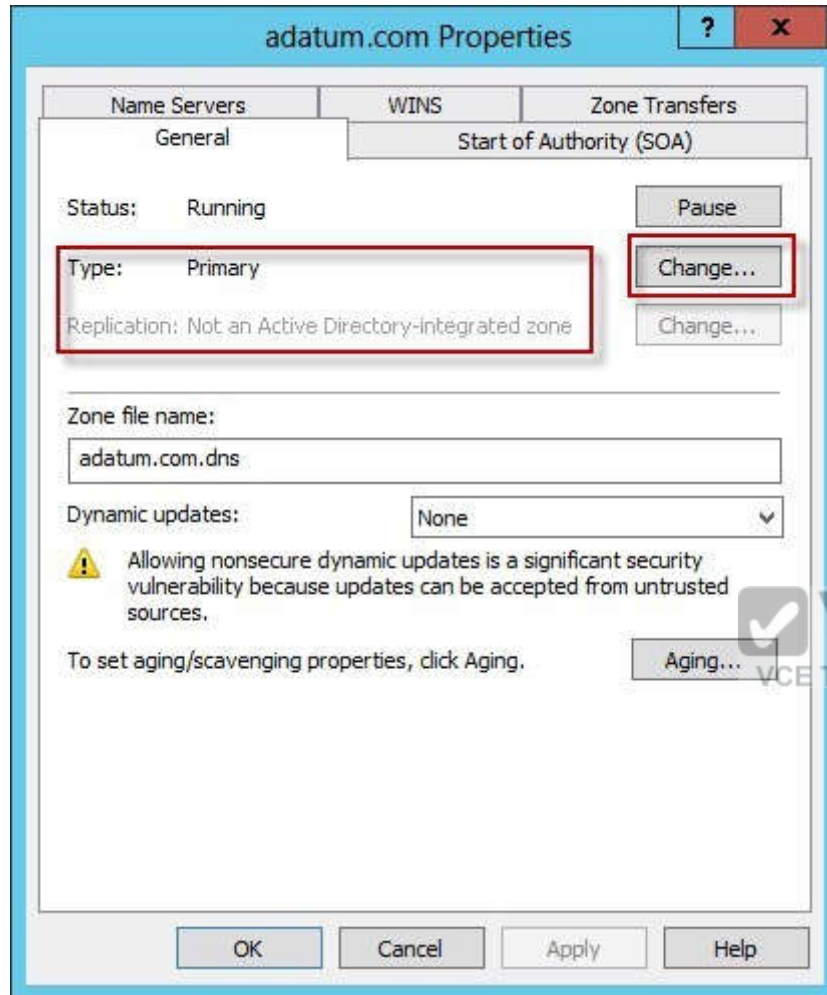 adatum.com Properties
? x
Name Servers WINS Zone Transfers
General Start of Authority (SOA)
Status: Running Pause
Type: Primary Change...
Replication: Not an Active Directory-integrated zone Change...
Zone file name:
adatum.com.dns
Dynamic updates: None
Allowing nonsecure dynamic updates is a significant security
vulnerability because updates can be accepted from untrusted
sources.
To set aging/scavenging properties, click Aging. Aging...
VCE
OK Cancel Apply Help